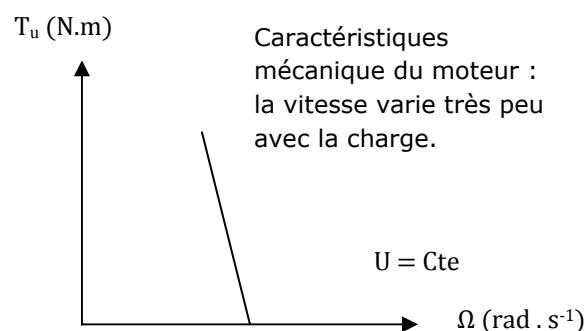 Tᵤ (N.m)
Caractéristiques
mécanique du moteur :
la vitesse varie très peu
avec la charge.
U = Cte
Ω (rad . s⁻¹)